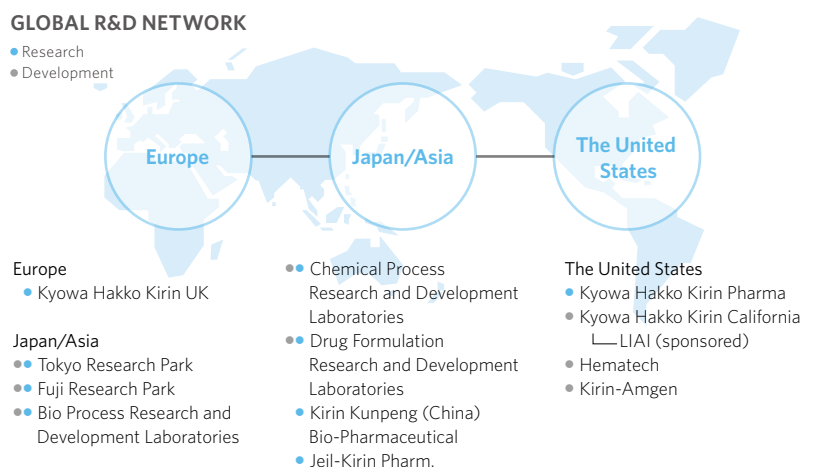 GLOBAL R&D NETWORK
Research
Development
Europe
Japan/Asia
The United
States
Europe
Kyowa Hakko Kirin UK
Japan/Asia
Tokyo Research Park
Fuji Research Park
Bio Process Research and
Development Laboratories
Chemical Process
Research and Development
Laboratories
Drug Formulation
Research and Development
Laboratories
Kirin Kunpeng (China)
Bio-Pharmaceutical
Jeil-Kirin Pharm.
The United States
Kyowa Hakko Kirin Pharma
Kyowa Hakko Kirin California
LIAI (sponsored)
Hematech
Kirin-Amgen